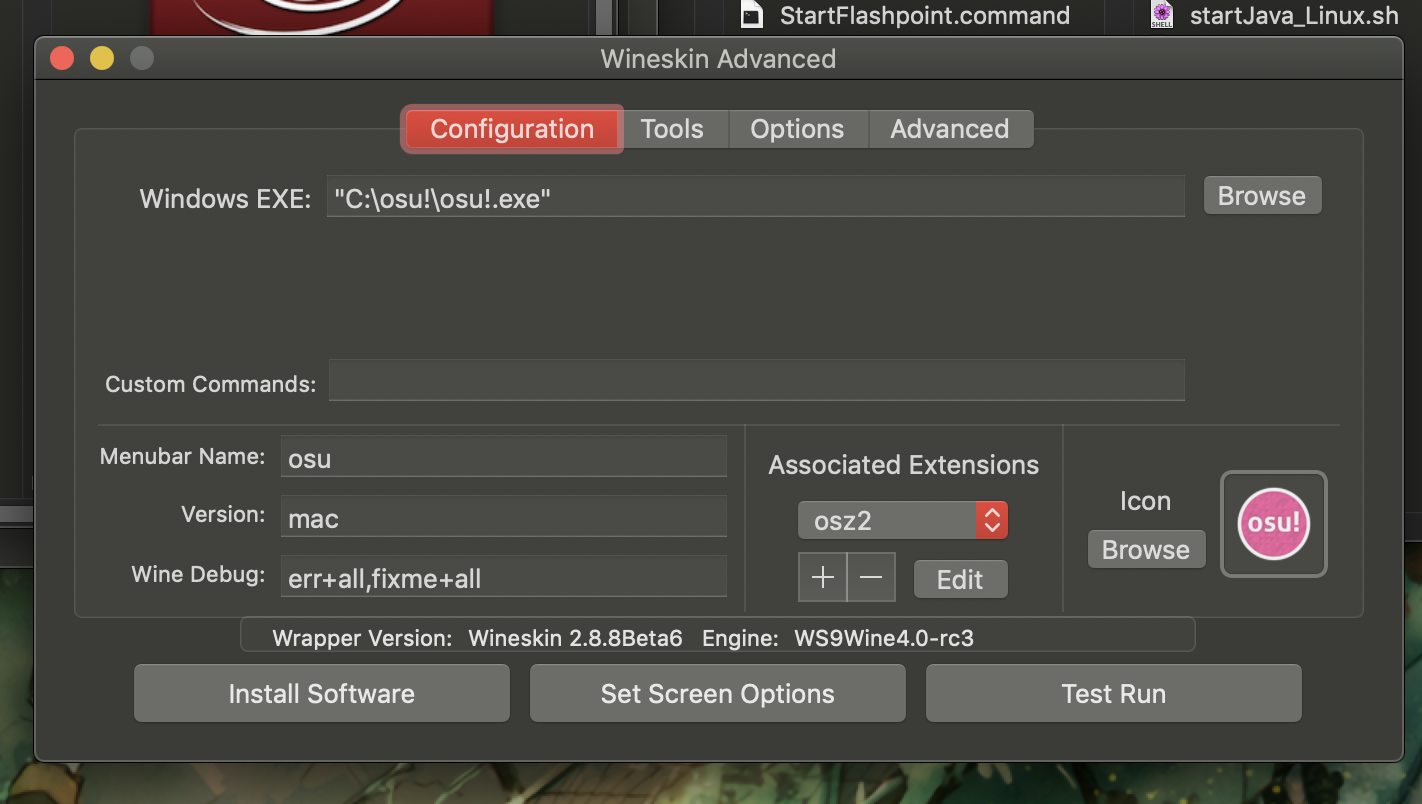 StartFlashpoint.command startJava_Linux.sh
SHELL
Wineskin Advanced
Configuration Tools Options Advanced
Windows EXE: "C:\osu!\osu!.exe" Browse
Custom Commands:
Menubar Name: osu
Version: mac
Wine Debug: err+all,fixme+all
Associated Extensions
osz2
+ − Edit
Icon
Browse
osu!
Wrapper Version: Wineskin 2.8.8Beta6 Engine: WS9Wine4.0-rc3
Install Software Set Screen Options Test Run